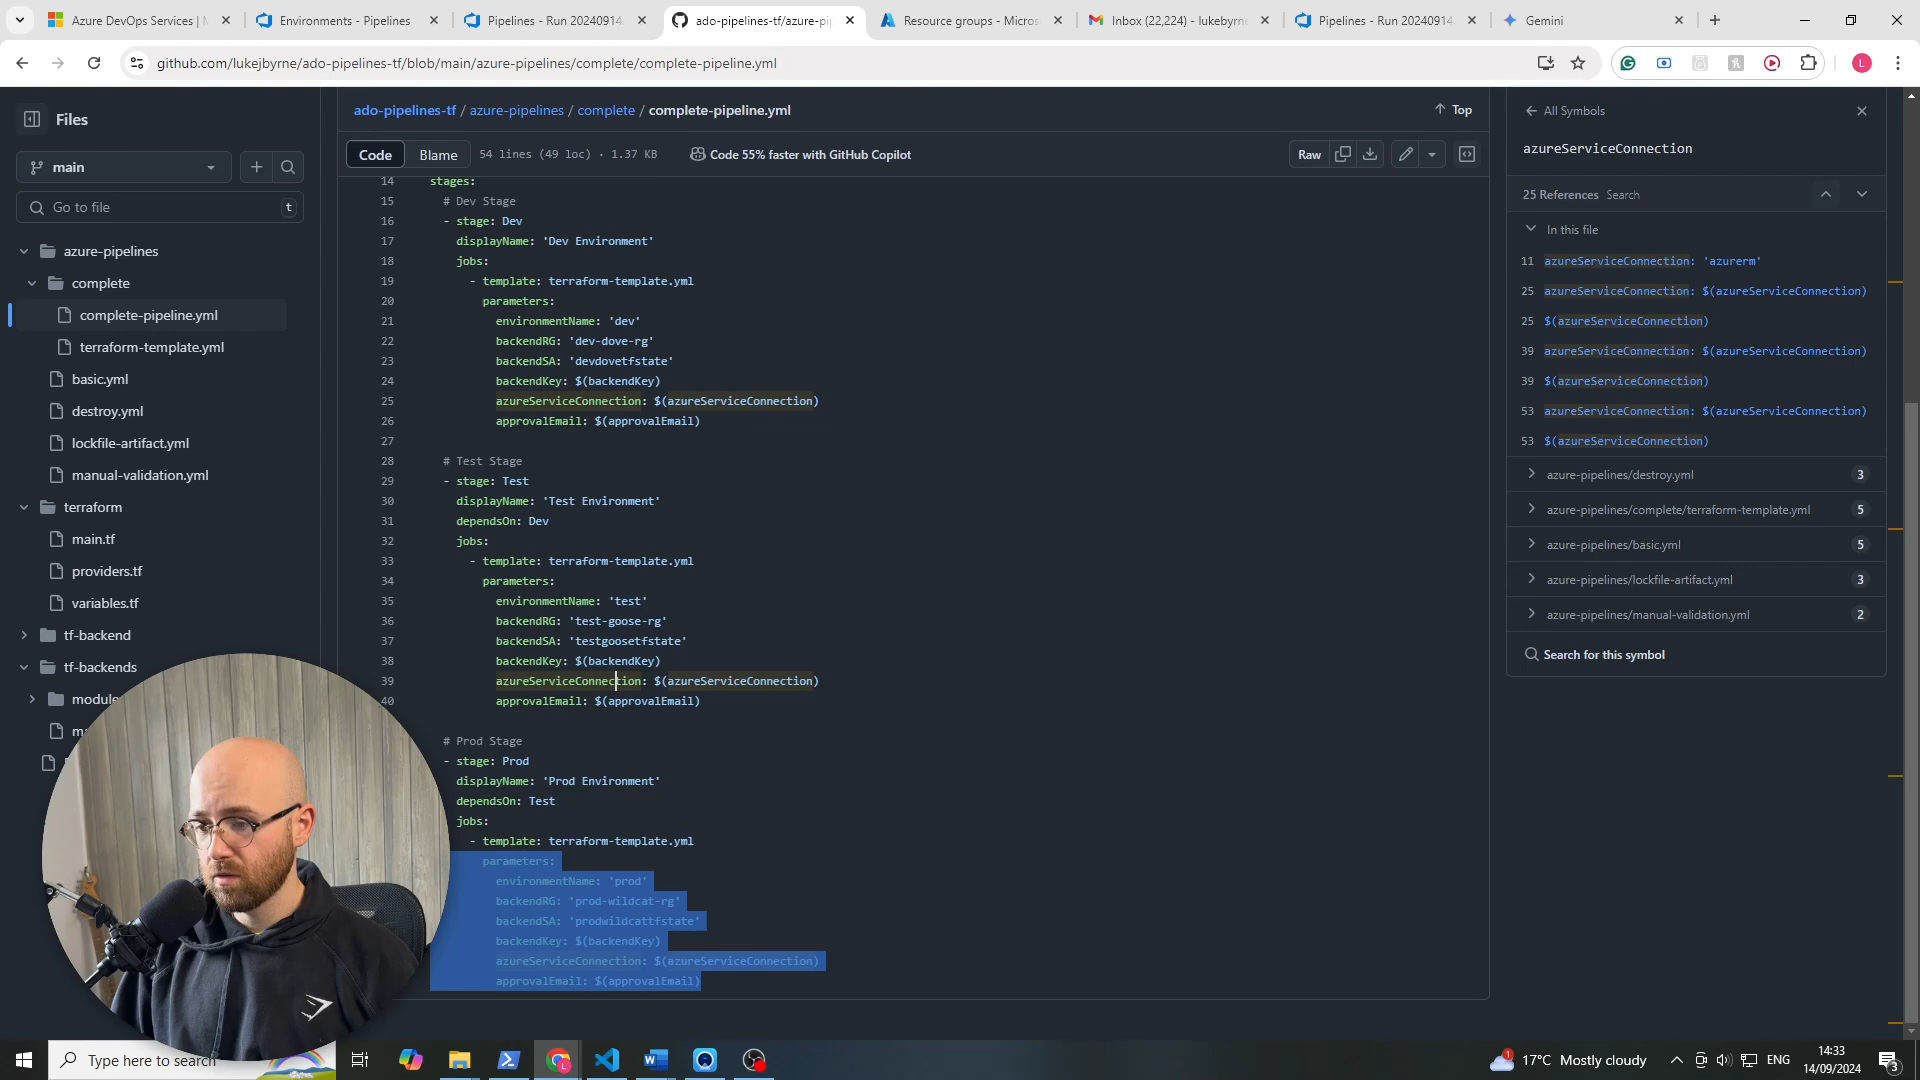 Azure DevOps Services | M
Environments - Pipelines
Pipelines - Run 20240914.
ado-pipelines-tf/azure-pip
Resource groups - Micros
Inbox (22,224) - lukebyrne
Pipelines - Run 20240914
Gemini
github.com/lukejbyrne/ado-pipelines-tf/blob/main/azure-pipelines/complete/complete-pipeline.yml
L
Files
main
Go to file
t
azure-pipelines
complete
complete-pipeline.yml
terraform-template.yml
basic.yml
destroy.yml
lockfile-artifact.yml
manual-validation.yml
terraform
main.tf
providers.tf
variables.tf
tf-backend
tf-backends
ado-pipelines-tf / azure-pipelines / complete / complete-pipeline.yml
Top
Code Blame 54 lines (49 loc) · 1.37 KB
Code 55% faster with GitHub Copilot
Raw
14 stages:
15 # Dev Stage
16 - stage: Dev
17 displayName: 'Dev Environment'
18 jobs:
19 - template: terraform-template.yml
20 parameters:
21 environmentName: 'dev'
22 backendRG: 'dev-dove-rg'
23 backendSA: 'devdovetfstate'
24 backendKey: $(backendKey)
25 azureServiceConnection: $(azureServiceConnection)
26 approvalEmail: $(approvalEmail)
27
28 # Test Stage
29 - stage: Test
30 displayName: 'Test Environment'
31 dependsOn: Dev
32 jobs:
33 - template: terraform-template.yml
34 parameters:
35 environmentName: 'test'
36 backendRG: 'test-goose-rg'
37 backendSA: 'testgoosetfstate'
38 backendKey: $(backendKey)
39 azureServiceConnection: $(azureServiceConnection)
40 approvalEmail: $(approvalEmail)
# Prod Stage
- stage: Prod
displayName: 'Prod Environment'
dependsOn: Test
jobs:
- template: terraform-template.yml
parameters:
environmentName: 'prod'
backendRG: 'prod-wildcat-rg'
backendSA: 'prodwildcattfstate'
backendKey: $(backendKey)
azureServiceConnection: $(azureServiceConnection)
approvalEmail: $(approvalEmail)
All Symbols
azureServiceConnection
25 References Search
In this file
11 azureServiceConnection: 'azurerm'
25 azureServiceConnection: $(azureServiceConnection)
25 $(azureServiceConnection)
39 azureServiceConnection: $(azureServiceConnection)
39 $(azureServiceConnection)
53 azureServiceConnection: $(azureServiceConnection)
53 $(azureServiceConnection)
azure-pipelines/destroy.yml 3
azure-pipelines/complete/terraform-template.yml 5
azure-pipelines/basic.yml 5
azure-pipelines/lockfile-artifact.yml 3
azure-pipelines/manual-validation.yml 2
Search for this symbol
Type here to search
1
17°C Mostly cloudy
ENG
14:33
14/09/2024
3